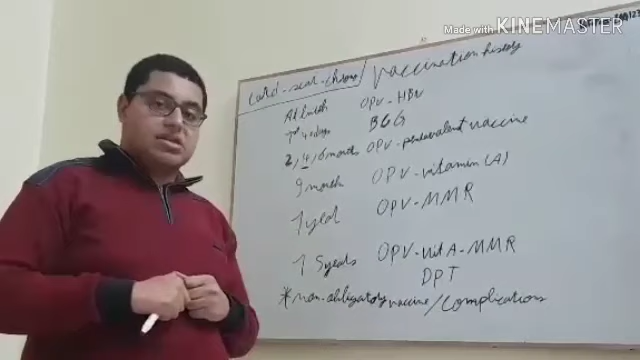 Made with KINEMASTER
card-scar-chron/vaccination history
At birth OPV-HBV
1st 40 days BCG
2, 4, 6 month OPV-pentavalent vaccine
9 month OPV-vitamin (A)
1 year OPV-MMR
1 5 years OPV-vit A-MMR
DPT
*non-obligatory vaccine/complications